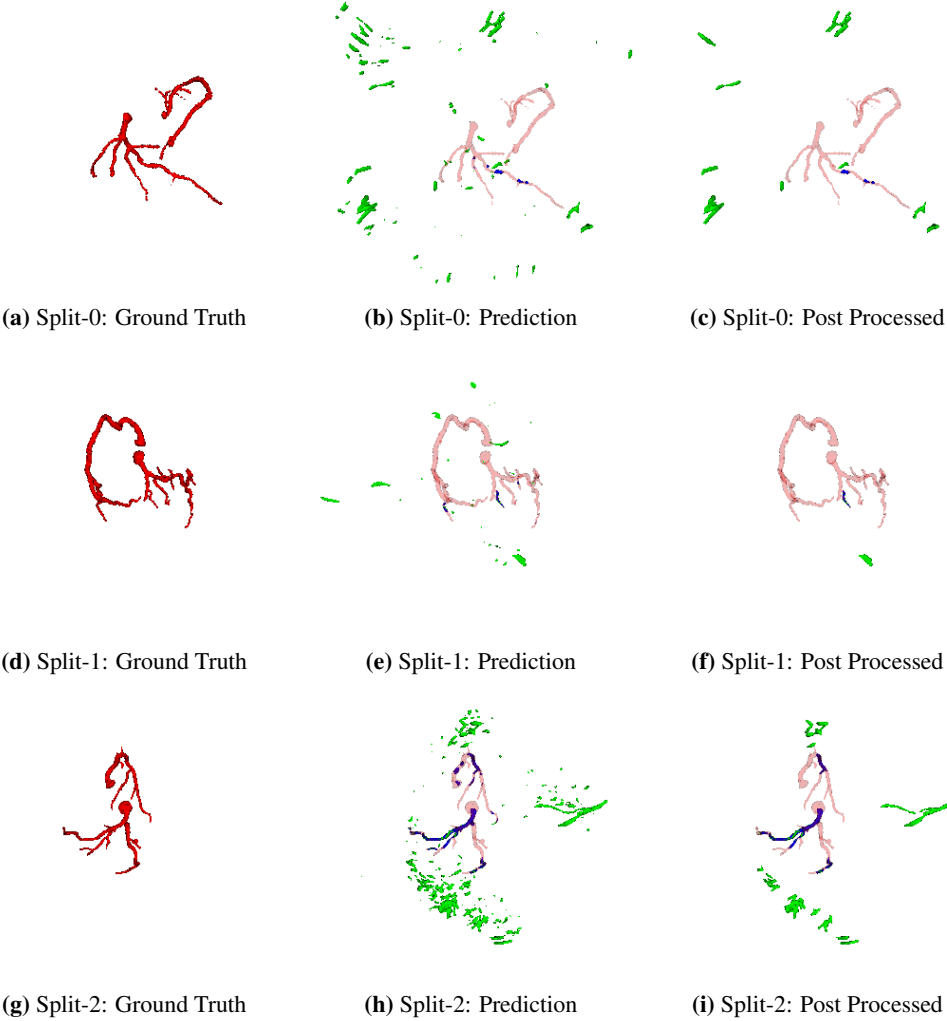 (a) Split-0: Ground Truth
(b) Split-0: Prediction
(c) Split-0: Post Processed
(d) Split-1: Ground Truth
(e) Split-1: Prediction
(f) Split-1: Post Processed
(g) Split-2: Ground Truth
(h) Split-2: Prediction
(i) Split-2: Post Processed